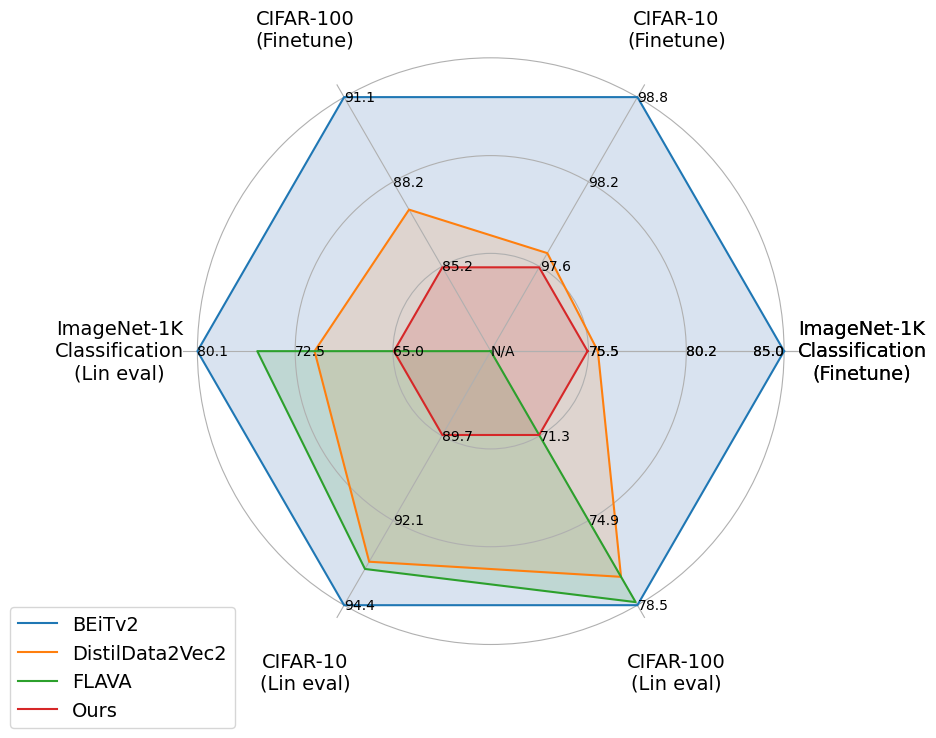 CIFAR-100
(Finetune)
CIFAR-10
(Finetune)
91.1
98.8
88.2
98.2
85.2
97.6
ImageNet-1K
Classification
(Lin eval)
80.1
72.5
65.0
N/A
75.5
80.2
85.0
ImageNet-1K
Classification
(Finetune)
89.7
71.3
92.1
74.9
94.4
78.5
CIFAR-10
(Lin eval)
CIFAR-100
(Lin eval)
BEiTv2
DistilData2Vec2
FLAVA
Ours